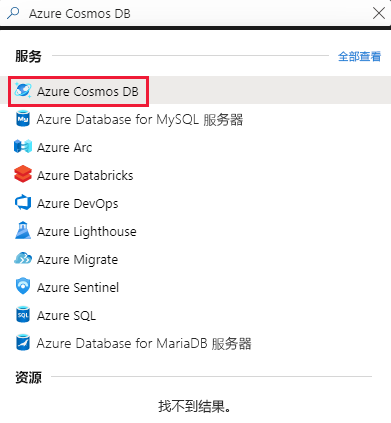 Azure Cosmos DB
服务
全部查看
Azure Cosmos DB
Azure Database for MySQL 服务器
Azure Arc
Azure Databricks
Azure DevOps
Azure Lighthouse
Azure Migrate
Azure Sentinel
Azure SQL
Azure Database for MariaDB 服务器
资源
找不到结果。